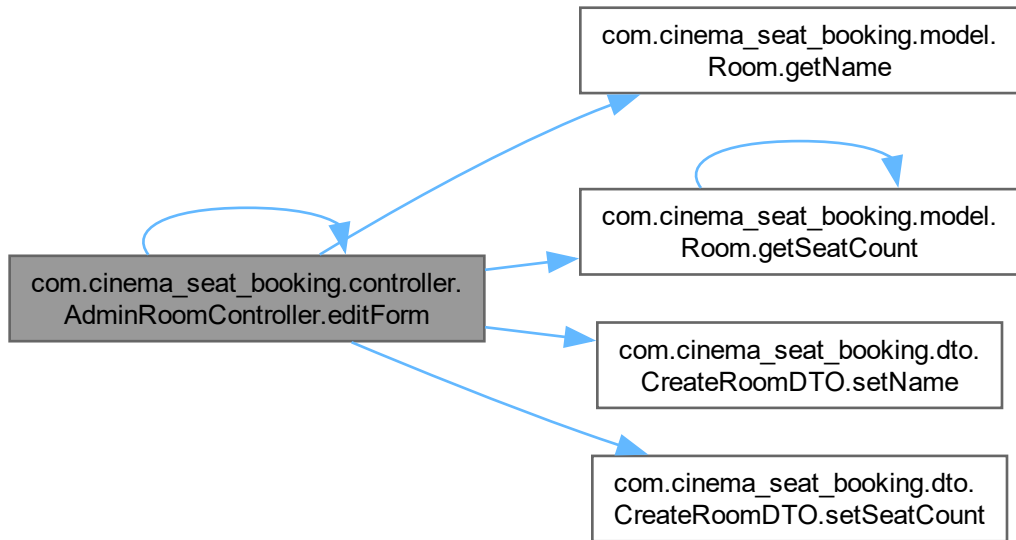 com.cinema_seat_booking.model.
Room.getName
com.cinema_seat_booking.model.
Room.getSeatCount
com.cinema_seat_booking.controller.
AdminRoomController.editForm
com.cinema_seat_booking.dto.
CreateRoomDTO.setName
com.cinema_seat_booking.dto.
CreateRoomDTO.setSeatCount